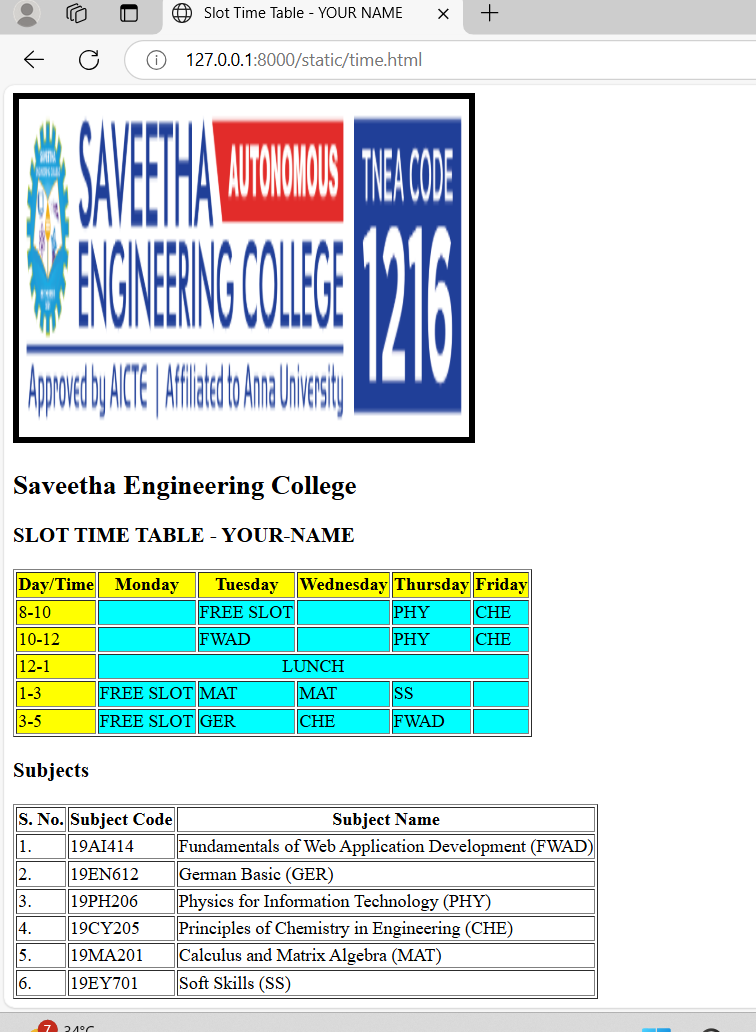 Slot Time Table - YOUR NAME
127.0.0.1:8000/static/time.html
SAVEETHA AUTONOMOUS
ENGINEERING COLLEGE
Approved by AICTE | Affiliated to Anna University
TNEA CODE
1216
Saveetha Engineering College
SLOT TIME TABLE - YOUR-NAME
Day/Time Monday Tuesday Wednesday Thursday Friday
8-10 FREE SLOT PHY CHE
10-12 FWAD PHY CHE
12-1 LUNCH
1-3 FREE SLOT MAT MAT SS
3-5 FREE SLOT GER CHE FWAD
Subjects
S. No. Subject Code Subject Name
1. 19AI414 Fundamentals of Web Application Development (FWAD)
2. 19EN612 German Basic (GER)
3. 19PH206 Physics for Information Technology (PHY)
4. 19CY205 Principles of Chemistry in Engineering (CHE)
5. 19MA201 Calculus and Matrix Algebra (MAT)
6. 19EY701 Soft Skills (SS)
7 34°C